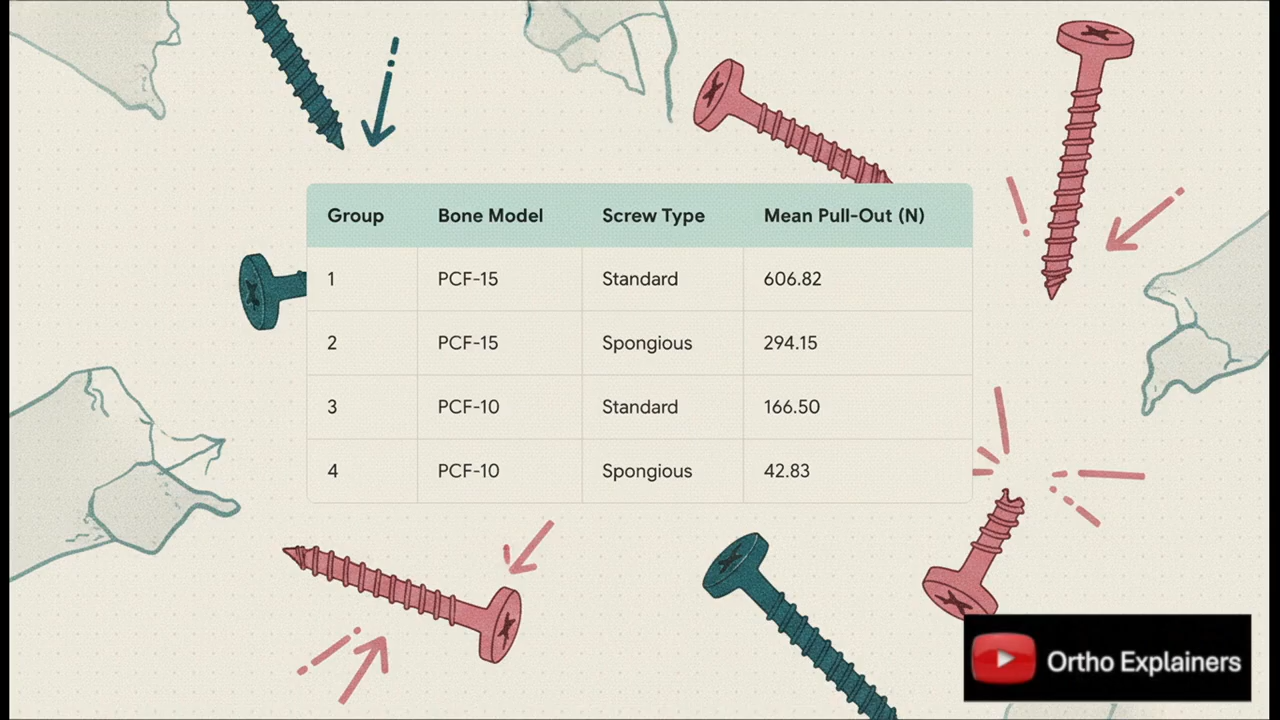 Group Bone Model Screw Type Mean Pull-Out (N)
1 PCF-15 Standard 606.82
2 PCF-15 Spongious 294.15
3 PCF-10 Standard 166.50
4 PCF-10 Spongious 42.83
Ortho Explainers